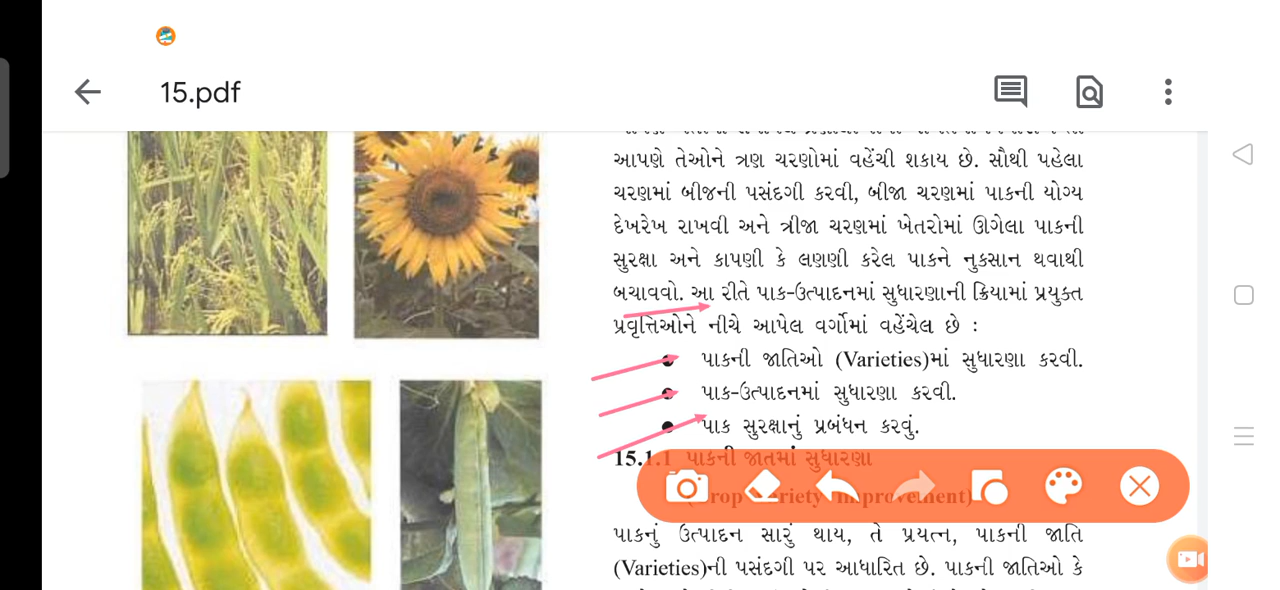 15.pdf
આપણે તેઓને ત્રણ ચરણોમાં વહેંચી શકાય છે. સૌથી પહેલા
ચરણમાં બીજની પસંદગી કરવી, બીજા ચરણમાં પાકની યોગ્ય
દેખરેખ રાખવી અને ત્રીજા ચરણમાં ખેતરોમાં ઊગેલા પાકની
સુરક્ષા અને કાપણી કે લણણી કરેલ પાકને નુકસાન થવાથી
બચાવવો. આ રીતે પાક-ઉત્પાદનમાં સુધારણાની ક્રિયામાં પ્રયુક્ત
પ્રવૃત્તિઓને નીચે આપેલ વર્ગોમાં વહેંચેલ છે :
● પાકની જાતિઓ (Varieties)માં સુધારણા કરવી.
● પાક-ઉત્પાદનમાં સુધારણા કરવી.
● પાક સુરક્ષાનું પ્રબંધન કરવું.
15.1.1 પાકની જાતમાં સુધારણા
(Crop Variety Improvement)
પાકનું ઉત્પાદન સારું થાય, તે પ્રયત્ન, પાકની જાતિ
(Varieties)ની પસંદગી પર આધારિત છે. પાકની જાતિઓ કે